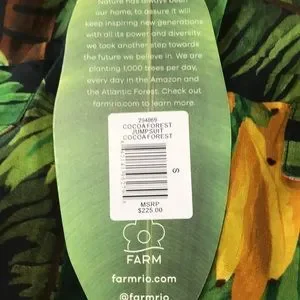 Nature has always been
our home, to assure it will
keep inspiring new generations
with all its power and diversity
we took another step towards
the future we believe in. We are
planting 1,000 trees per day,
every day in the Amazon and
the Atlantic Forest. Check out
farmrio.com to learn more.
294969
COCOAFOREST
JUMPSUIT
COCOAFOREST
S
MSRP
$225.00
FARM
farmrio.com
@farmrio